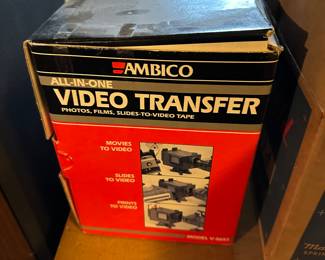 AMBICO
ALL-IN-ONE
VIDEO TRANSFER
PHOTOS, FILMS, SLIDES-TO-VIDEO TAPE
MOVIES
TO VIDEO
SLIDES
TO VIDEO
PRINTS
TO VIDEO
MODEL